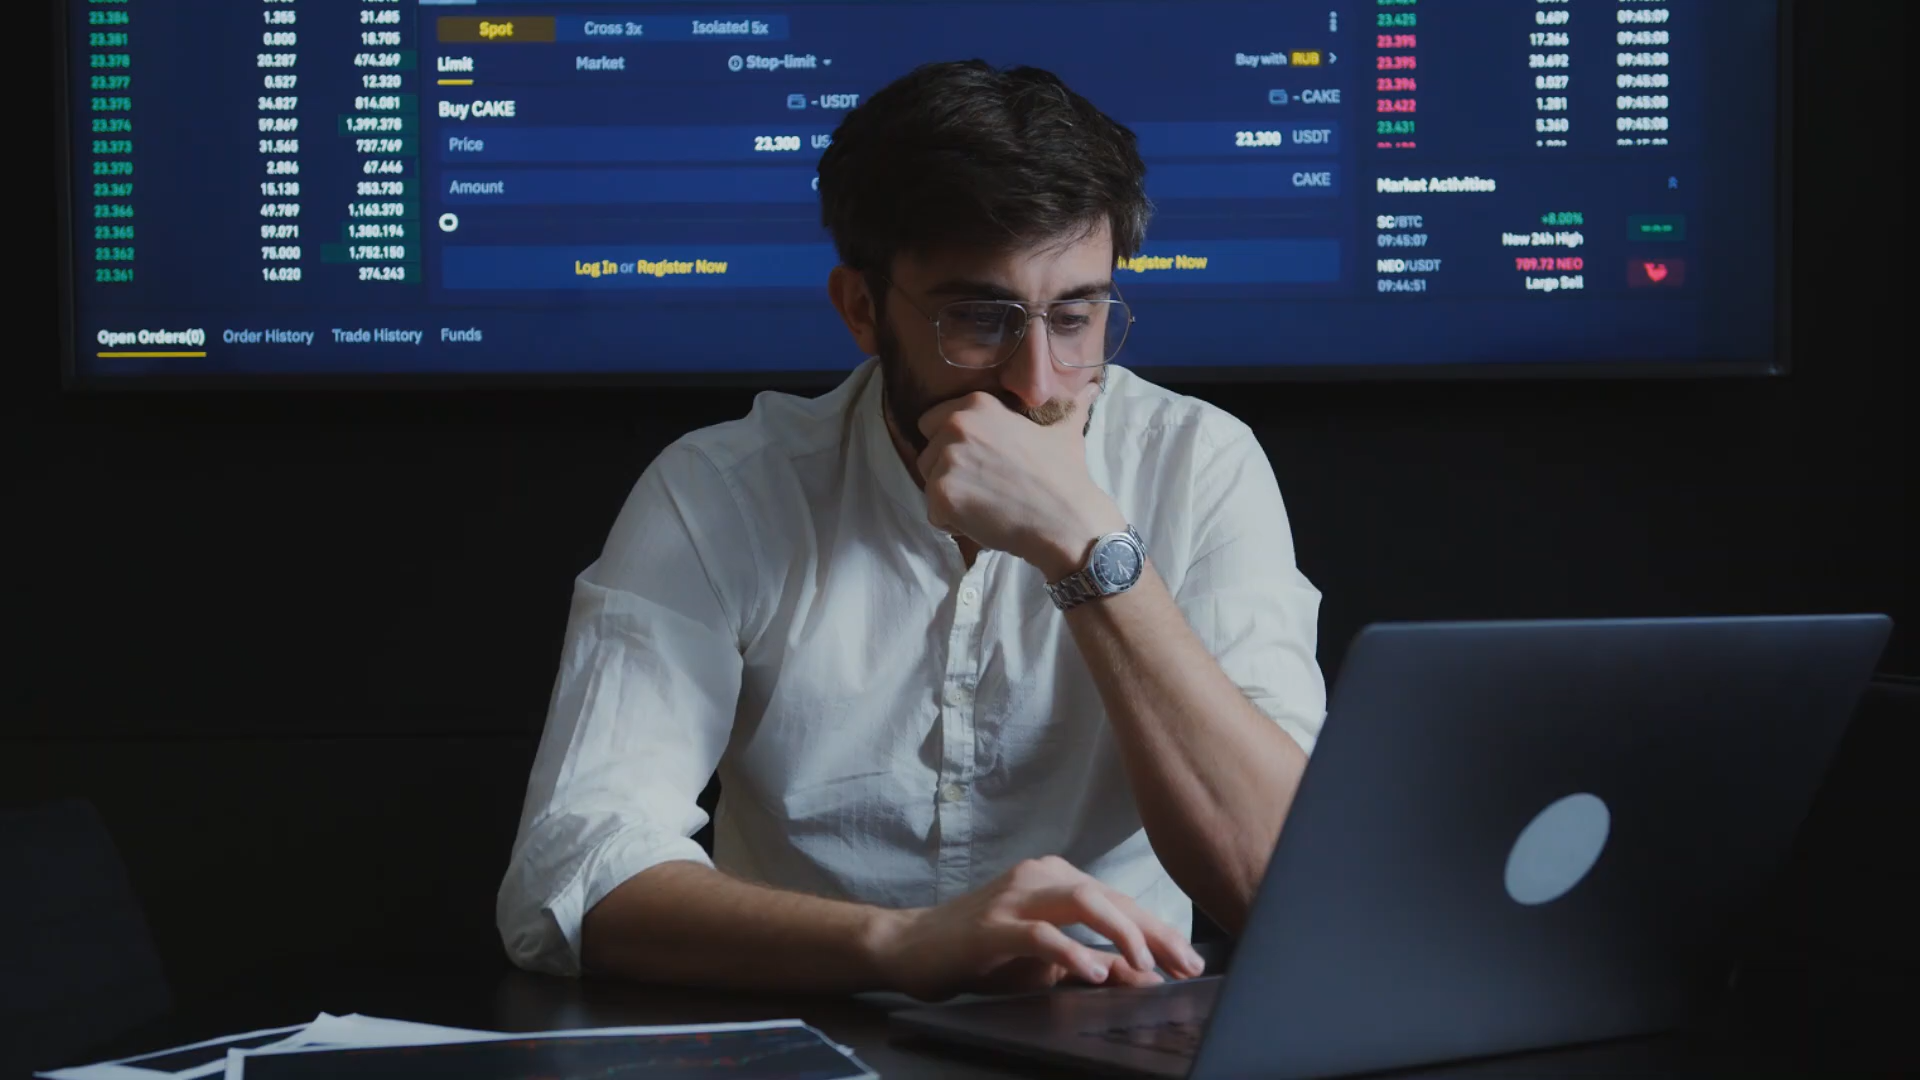 23.384 1.355 31.685
23.381 0.800 18.705
23.378 20.287 474.269
23.377 0.527 12.320
23.375 34.827 814.081
23.374 59.869 1,399.378
23.373 31.565 737.769
23.370 2.886 67.446
23.367 15.138 353.730
23.366 49.789 1,163.370
23.365 59.071 1,380.194
23.362 75.000 1,752.150
23.361 16.020 374.243
Open Orders(0) Order History Trade History Funds
Spot Cross 3x Isolated 5x
Limit Market Stop-limit
Buy with RUB
Buy CAKE - USDT
- CAKE
Price 23,300 US
23,300 USDT
Amount
CAKE
Log In or Register Now
Register Now
23.425 0.689 09:45:09
23.395 17.266 09:45:08
23.395 20.692 09:45:08
23.396 8.027 09:45:08
23.422 1.281 09:45:08
23.431 5.360 09:45:08
Market Activities
SC/BTC +8.00%
09:45:07 New 24h High
NEO/USDT 709.72 NEO
09:44:51 Large Sell